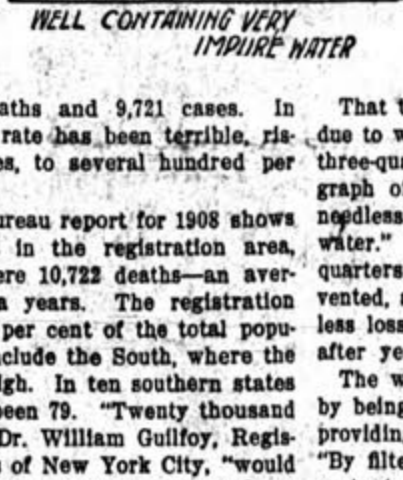 WELL CONTAINING VERY
IMPURE WATER
aths and 9,721 cases. In
rate has been terrible, ris-
es, to several hundred per
ureau report for 1908 shows
s in the registration area,
ere 10,722 deaths—an aver-
a years. The registration
per cent of the total popu-
nclude the South, where the
igh. In ten southern states
been 79. "Twenty thousand
Dr. William Guilfoy, Regis-
s of New York City, "would
That t
due to w
three-qua
graph of
needless
water."
quarters
vented, a
less loss
after ye
The w
by being
providin
"By filte